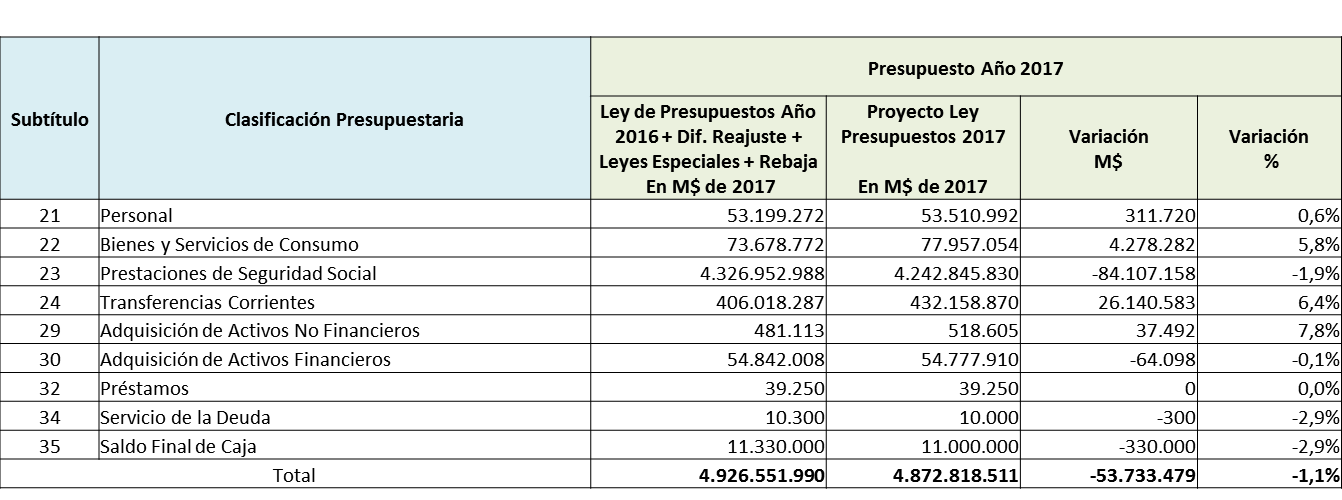 Presupuesto Año 2017
Subtítulo
Clasificación Presupuestaria
Ley de Presupuestos Año
2016 + Dif. Reajuste +
Leyes Especiales + Rebaja
En M$ de 2017
Proyecto Ley
Presupuestos 2017
En M$ de 2017
Variación
M$
Variación
%
21 Personal 53.199.272 53.510.992 311.720 0,6%
22 Bienes y Servicios de Consumo 73.678.772 77.957.054 4.278.282 5,8%
23 Prestaciones de Seguridad Social 4.326.952.988 4.242.845.830 -84.107.158 -1,9%
24 Transferencias Corrientes 406.018.287 432.158.870 26.140.583 6,4%
29 Adquisición de Activos No Financieros 481.113 518.605 37.492 7,8%
30 Adquisición de Activos Financieros 54.842.008 54.777.910 -64.098 -0,1%
32 Préstamos 39.250 39.250 0 0,0%
34 Servicio de la Deuda 10.300 10.000 -300 -2,9%
35 Saldo Final de Caja 11.330.000 11.000.000 -330.000 -2,9%
Total 4.926.551.990 4.872.818.511 -53.733.479 -1,1%